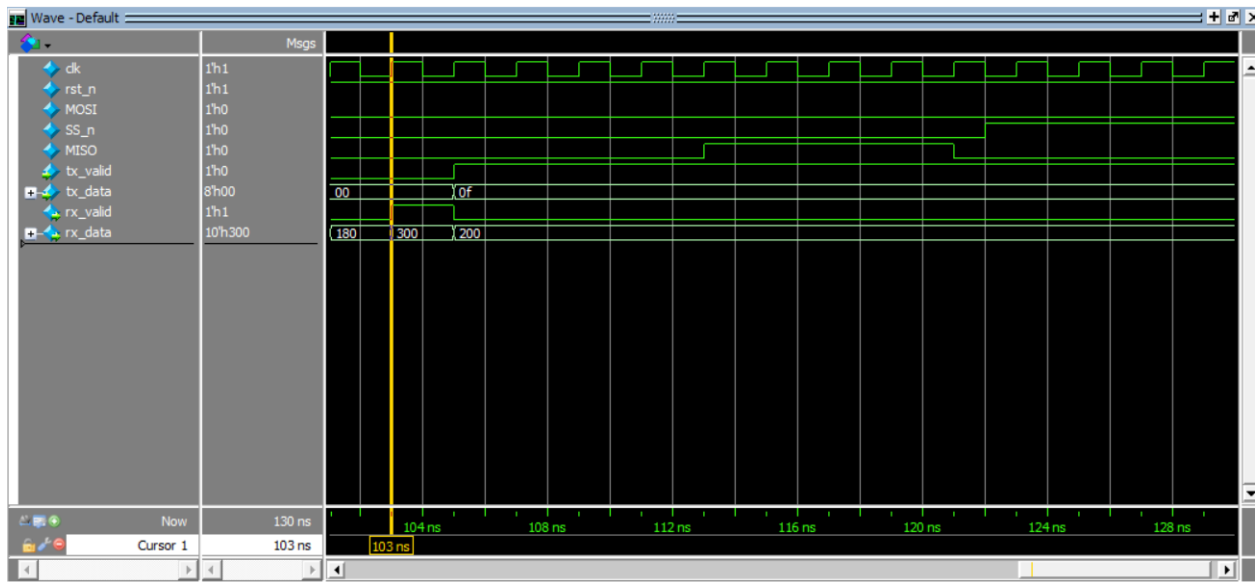 Wave - Default
Msgs
clk 1'h1
rst_n 1'h1
MOSI 1'h0
SS_n 1'h0
MISO 1'h0
tx_valid 1'h0
tx_data 8'h00 00 0f
rx_valid 1'h1
rx_data 10'h300 180 300 200
Now 130 ns 104 ns 108 ns 112 ns 116 ns 120 ns 124 ns 128 ns
Cursor 1 103 ns 103 ns